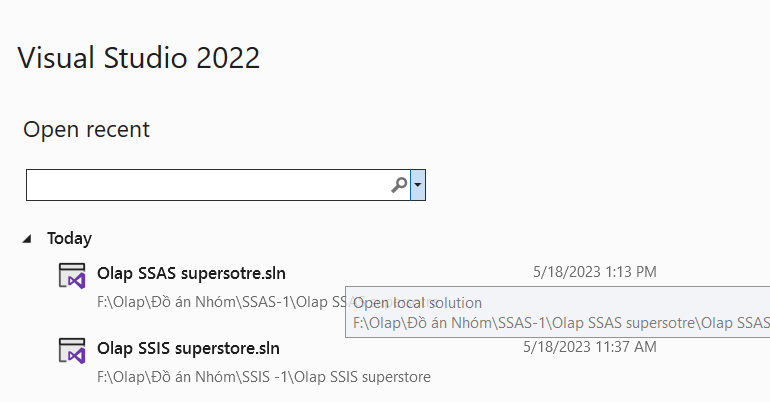 Visual Studio 2022
Open recent
Today
Olap SSAS supersotre.sln
5/18/2023 1:13 PM
F:\Olap\Đồ án Nhóm\SSAS-1\Olap SSAS supersotre
Open local solution
F:\Olap\Đồ án Nhóm\SSAS-1\Olap SSAS supersotre\Olap SSAS
Olap SSIS superstore.sln
5/18/2023 11:37 AM
F:\Olap\Đồ án Nhóm\SSIS -1\Olap SSIS superstore